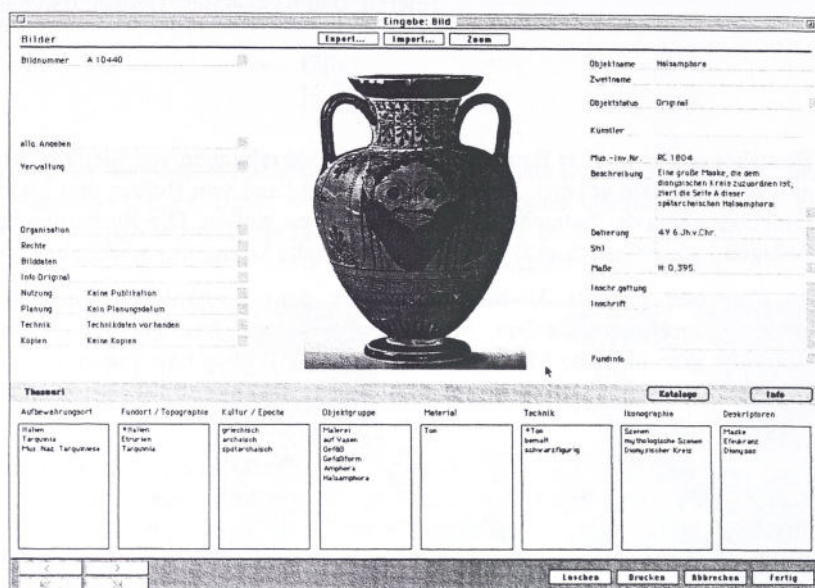 Eingabe: Bild
Bilder
Export... Import... Zoom
Bildnummer A 10440
allg. Angaben
Verwaltung
Organisation
Rechte
Bilddaten
Info Original
Nutzung Keine Publikation
Planung Kein Planungsdatum
Technik Technikdaten vorhanden
Kopien Keine Kopien
Objektname Halsamphora
Zweitname
Objektstatus Original
Künstler
Mus.-Inv.Nr. RC 1804
Beschreibung Eine große Maske, die dem
dionysischen Kreis zuzuordnen ist,
ziert die Seite A dieser
spätarchaischen Halsamphora.
Datierung 4V 6.Jh.v.Chr.
Stil
Maße H 0,395.
Inschr.gattung
Inschrift
Fundinfo
Thesauri
Kataloge Info
Aufbewahrungsort
Italien
Tarquinia
Mus. Naz. Tarquiniese
Fundort / Topographie
*Italien
Etrurien
Tarquinia
Kultur / Epoche
griechisch
archaisch
spätarchaisch
Objektgruppe
Malerei
auf Vasen
Gefäß
Gefäßform
Amphora
Halsamphora
Material
Ton
Technik
*Ton
bemalt
schwarzfigurig
Ikonographie
Szenen
mythologische Szenen
Dionysischer Kreis
Deskriptoren
Maske
Efeukranz
Dionysos
Löschen Drucken Abbrechen Fertig